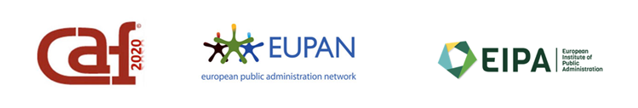 caf® 2020
EUPAN
european public administration network
EIPA
European
Institute of
Public
Administration